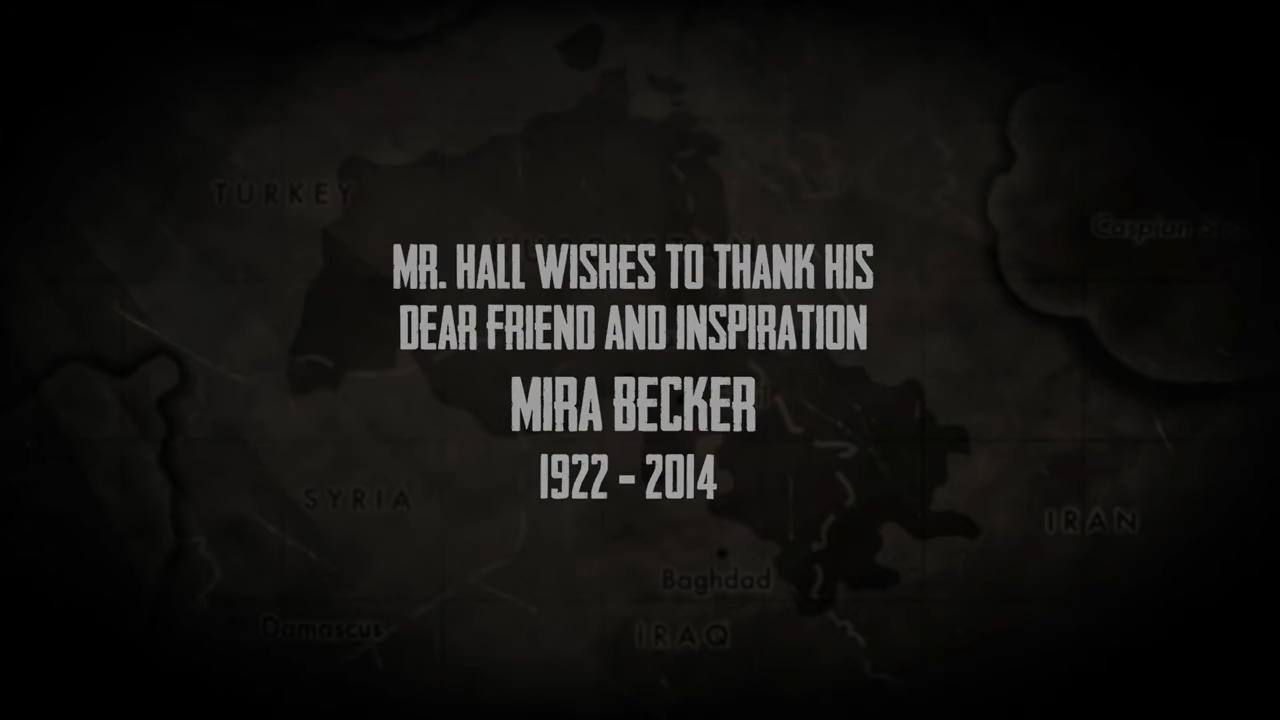 TURKEY
Caspian Sea
MR. HALL WISHES TO THANK HIS
DEAR FRIEND AND INSPIRATION
MIRA BECKER
1922 - 2014
SYRIA
IRAN
Baghdad
Damascus
IRAQ